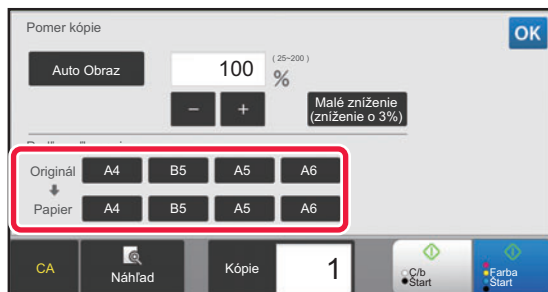 Pomer kópie
OK
Auto Obraz
100
(25~200)
%
−
+
Malé zníženie
(zníženie o 3%)
Originál
A4
B5
A5
A6
Papier
A4
B5
A5
A6
CA
Náhľad
Kópie
1
Č/b
Štart
Farba
Štart